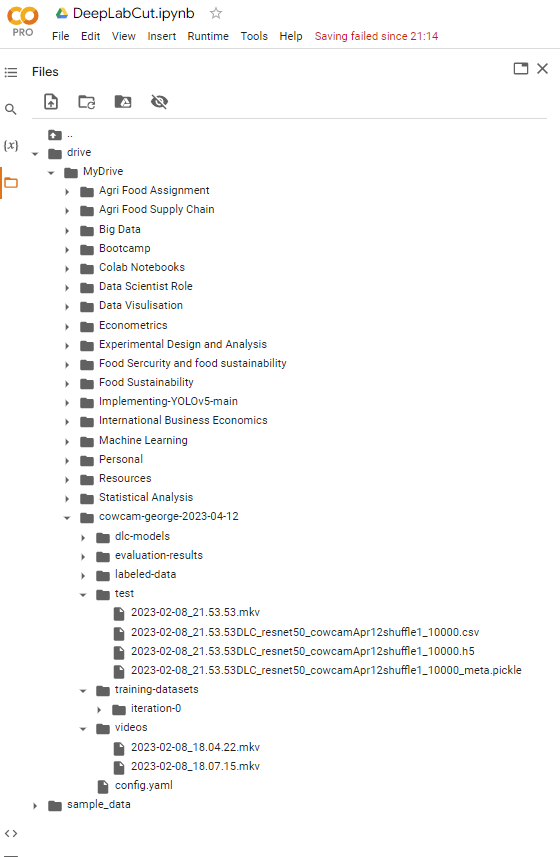 CO PRO
DeepLabCut.ipynb
File Edit View Insert Runtime Tools Help Saving failed since 21:14
Files
{x}
..
drive
MyDrive
Agri Food Assignment
Agri Food Supply Chain
Big Data
Bootcamp
Colab Notebooks
Data Scientist Role
Data Visulisation
Econometrics
Experimental Design and Analysis
Food Sercurity and food sustainability
Food Sustainability
Implementing-YOLOv5-main
International Business Economics
Machine Learning
Personal
Resources
Statistical Analysis
cowcam-george-2023-04-12
dlc-models
evaluation-results
labeled-data
test
2023-02-08_21.53.53.mkv
2023-02-08_21.53.53DLC_resnet50_cowcamApr12shuffle1_10000.csv
2023-02-08_21.53.53DLC_resnet50_cowcamApr12shuffle1_10000.h5
2023-02-08_21.53.53DLC_resnet50_cowcamApr12shuffle1_10000_meta.pickle
training-datasets
iteration-0
videos
2023-02-08_18.04.22.mkv
2023-02-08_18.07.15.mkv
config.yaml
sample_data
<>